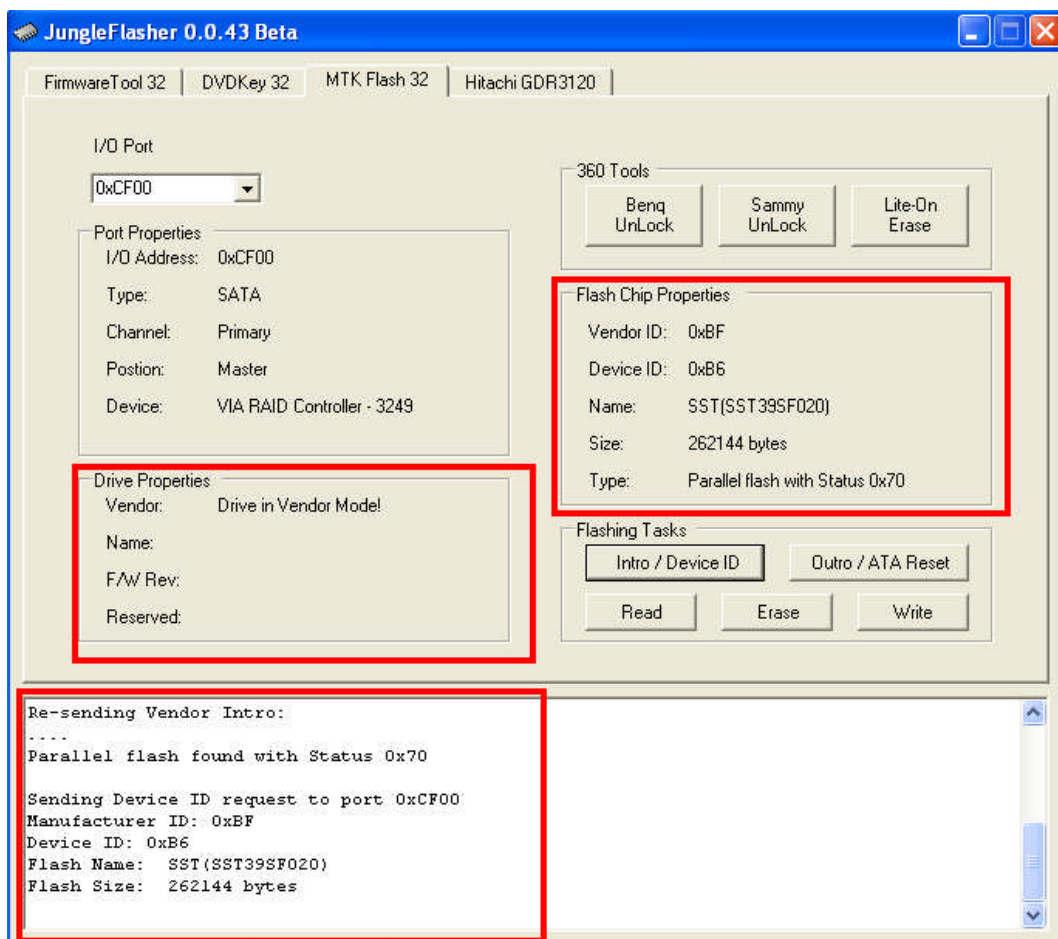 JungleFlasher 0.0.43 Beta
FirmwareTool 32
DVDKey 32
MTK Flash 32
Hitachi GDR3120
I/O Port
0xCF00
Port Properties
I/O Address: 0xCF00
Type: SATA
Channel: Primary
Postion: Master
Device: VIA RAID Controller - 3249
Drive Properties
Vendor: Drive in Vendor Mode!
Name:
F/W Rev:
Reserved:
360 Tools
Benq UnLock
Sammy UnLock
Lite-On Erase
Flash Chip Properties
Vendor ID: 0xBF
Device ID: 0xB6
Name: SST(SST39SF020)
Size: 262144 bytes
Type: Parallel flash with Status 0x70
Flashing Tasks
Intro / Device ID
Outro / ATA Reset
Read
Erase
Write
Re-sending Vendor Intro:
....
Parallel flash found with Status 0x70
Sending Device ID request to port 0xCF00
Manufacturer ID: 0xBF
Device ID: 0xB6
Flash Name: SST(SST39SF020)
Flash Size: 262144 bytes